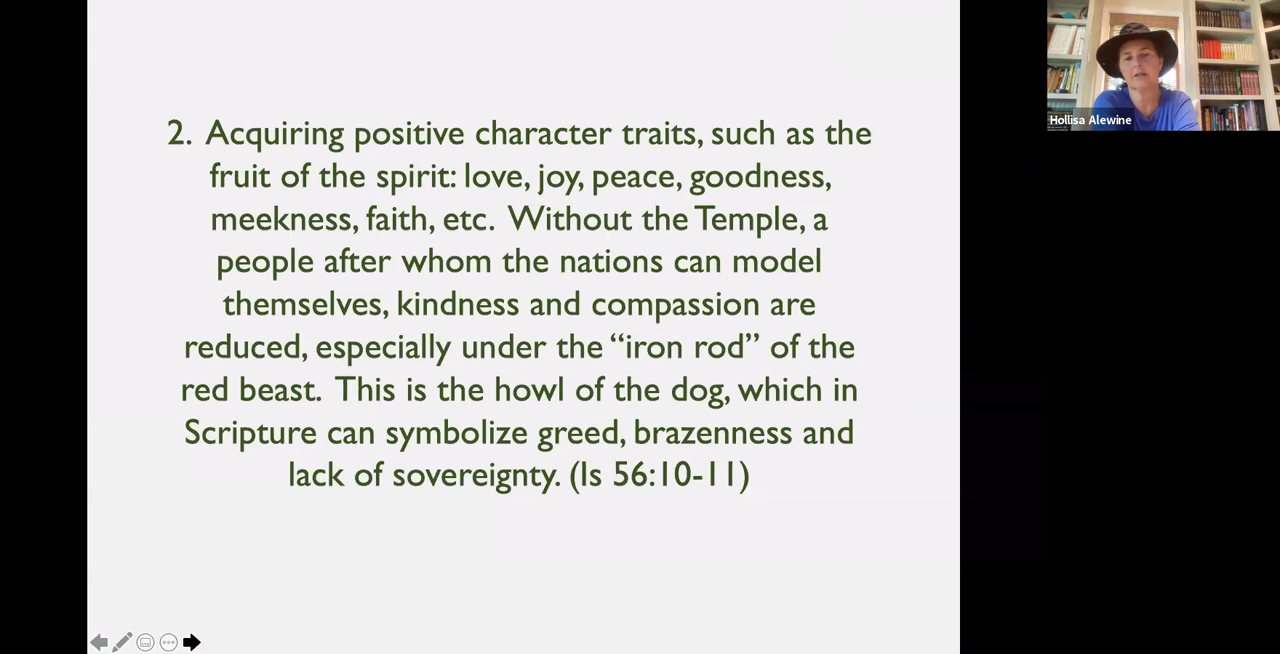 2. Acquiring positive character traits, such as the
fruit of the spirit: love, joy, peace, goodness,
meekness, faith, etc. Without the Temple, a
people after whom the nations can model
themselves, kindness and compassion are
reduced, especially under the “iron rod” of the
red beast. This is the howl of the dog, which in
Scripture can symbolize greed, brazenness and
lack of sovereignty. (Is 56:10-11)
Hollisa Alewine